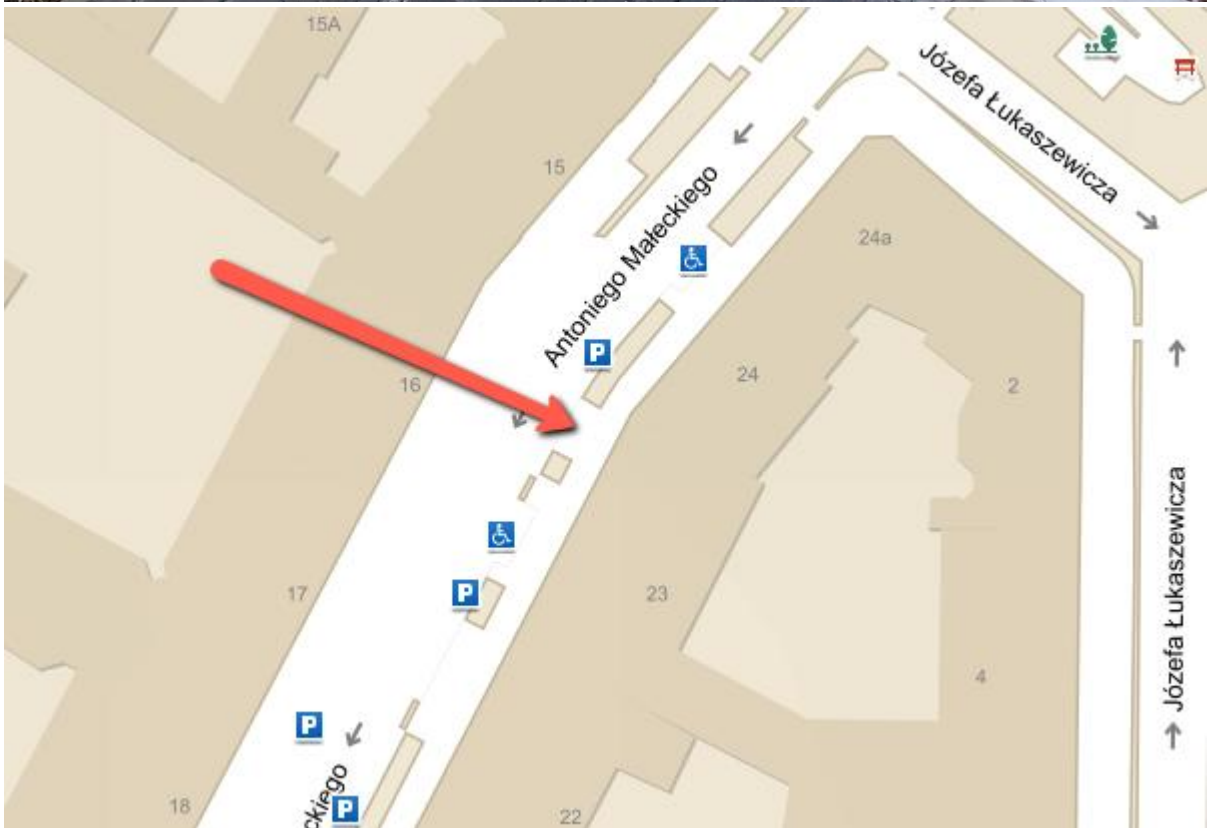 15A
Józefa Łukaszewicza
15
Antoniego Małeckiego
24a
P
16
24
2
Józefa Łukaszewicza
17
P
23
4
P
18
ckiego
P
22